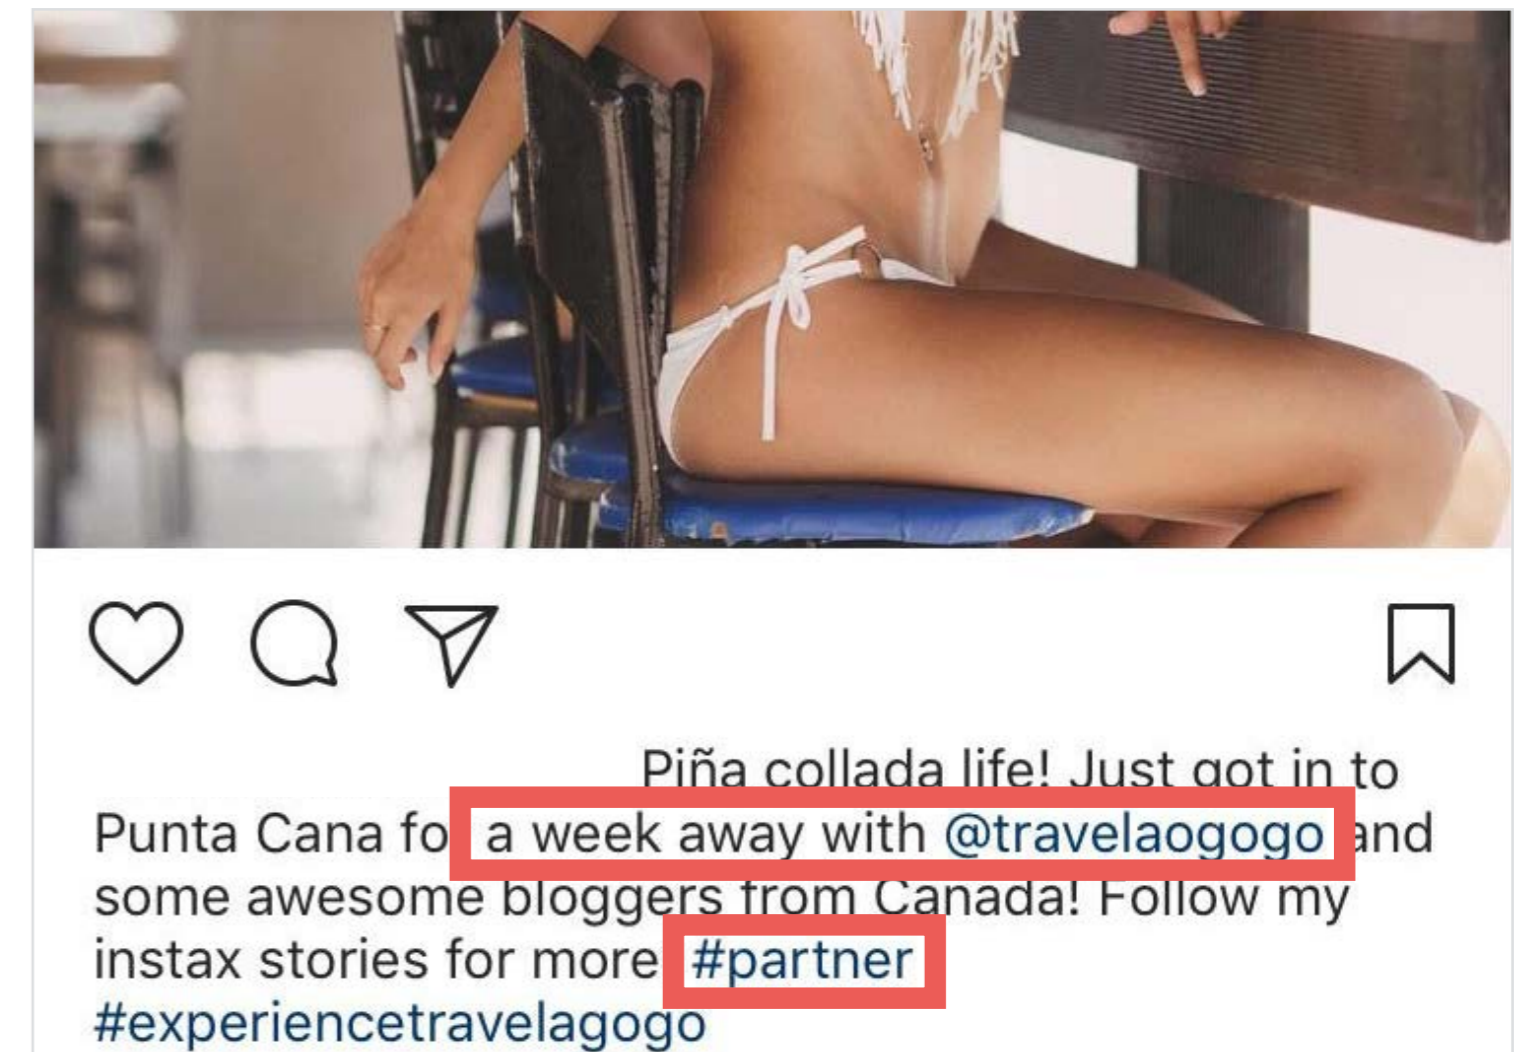 Piña collada life! Just got in to
Punta Cana fo a week away with @travelaogogo and
some awesome bloggers from Canada! Follow my
instax stories for more #partner
#experiencetravelagogo